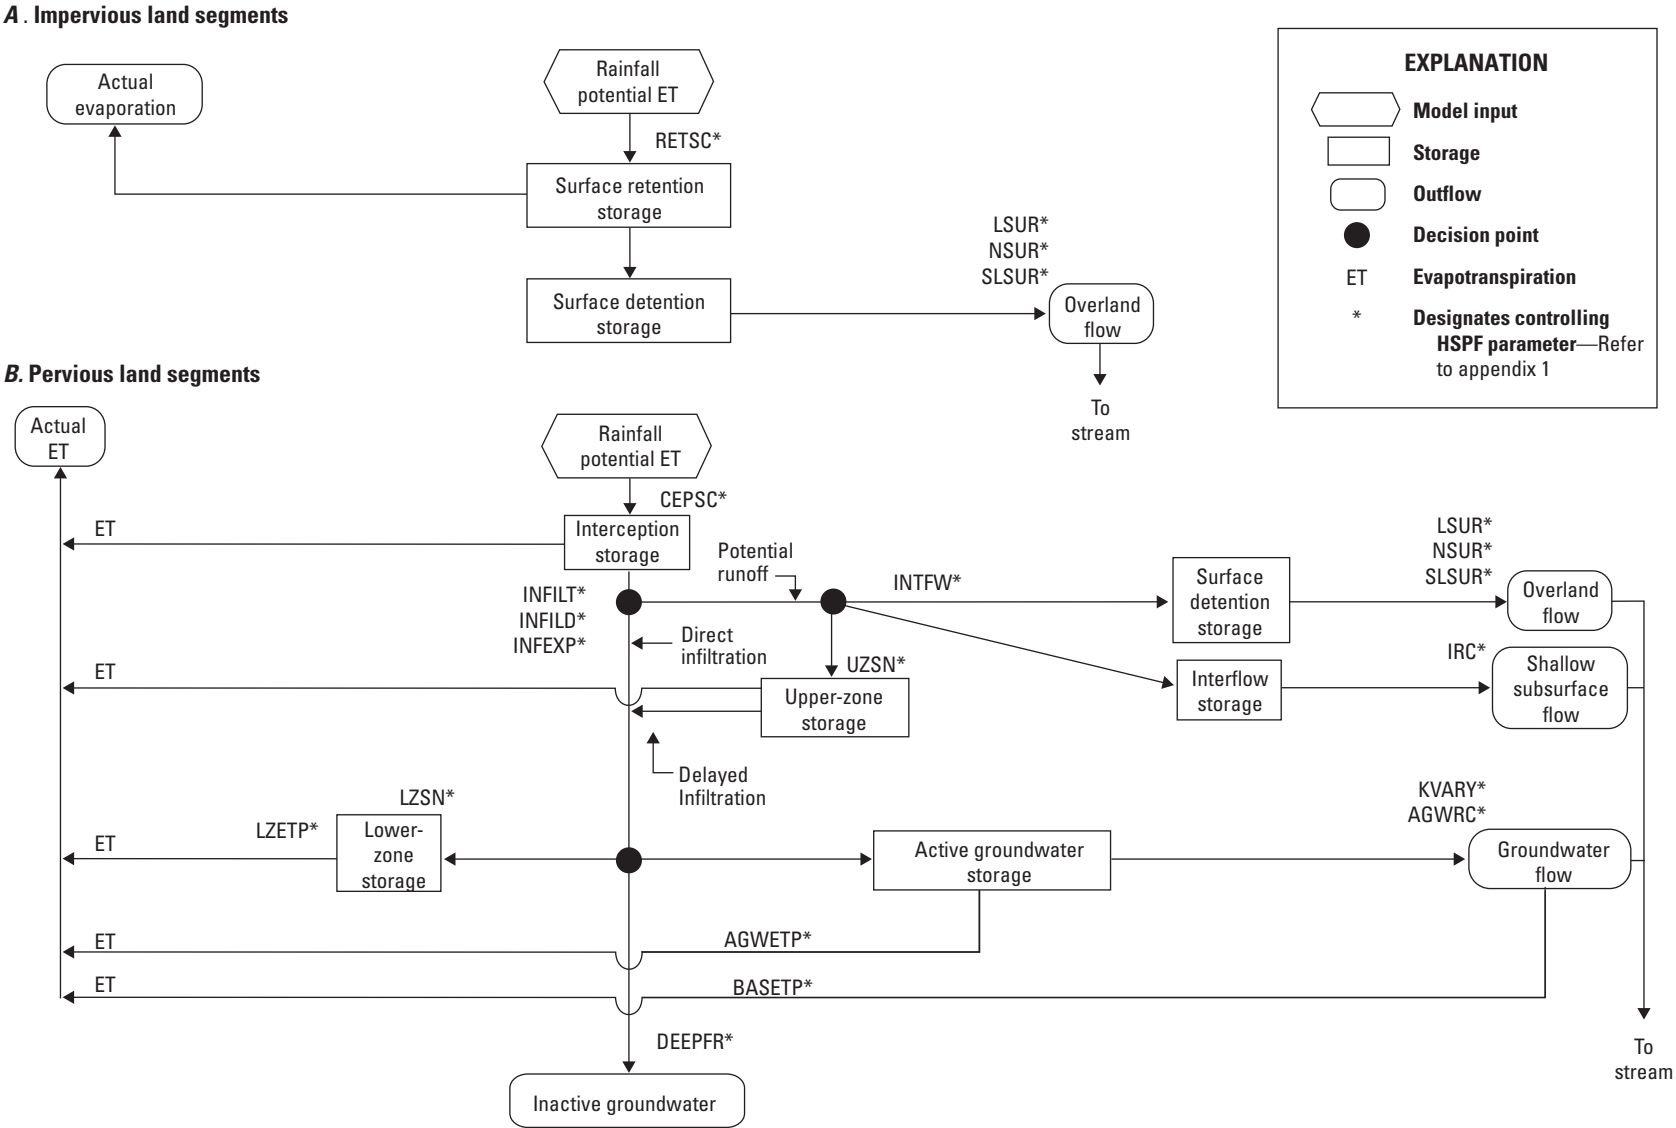 A . Impervious land segments
Actual
evaporation
Rainfall
potential ET
RETSC*
Surface retention
storage
Surface detention
storage
LSUR*
NSUR*
SLSUR*
Overland
flow
To
stream
EXPLANATION
Model input
Storage
Outflow
Decision point
ET Evapotranspiration
* Designates controlling
HSPF parameter—Refer
to appendix 1
B. Pervious land segments
Actual
ET
Rainfall
potential ET
CEPSC*
ET
Interception
storage
INFILT*
INFILD*
INFEXP*
Potential
runoff
INTFW*
Direct
infiltration
Surface
detention
storage
LSUR*
NSUR*
SLSUR*
Overland
flow
ET
UZSN*
Upper-zone
storage
Interflow
storage
IRC*
Shallow
subsurface
flow
Delayed
Infiltration
LZSN*
LZETP*
ET
Lower-
zone
storage
Active groundwater
storage
KVARY*
AGWRC*
Groundwater
flow
ET
AGWETP*
ET
BASETP*
DEEPFR*
Inactive groundwater
To
stream